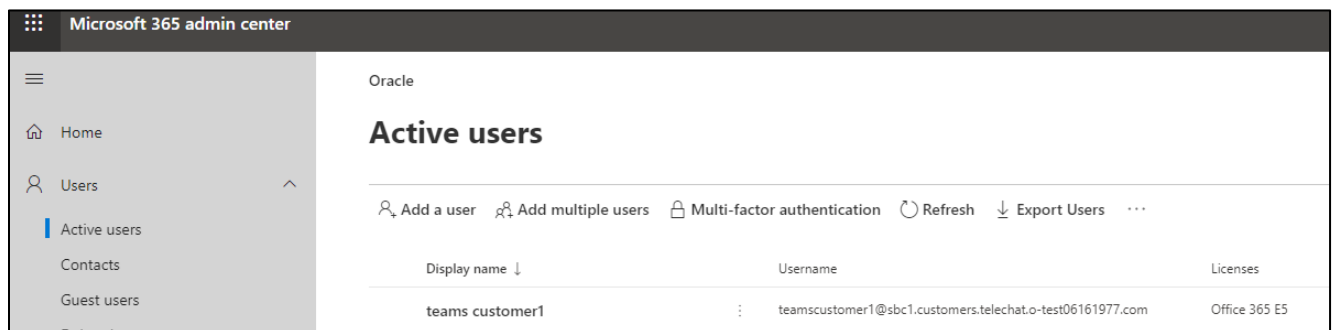 Microsoft 365 admin center
Oracle
Home
Active users
Users
Add a user Add multiple users Multi-factor authentication Refresh Export Users ...
Active users
Contacts
Display name ↓ Username Licenses
Guest users
teams customer1 teamscustomer1@sbc1.customers.telechat.o-test06161977.com Office 365 E5